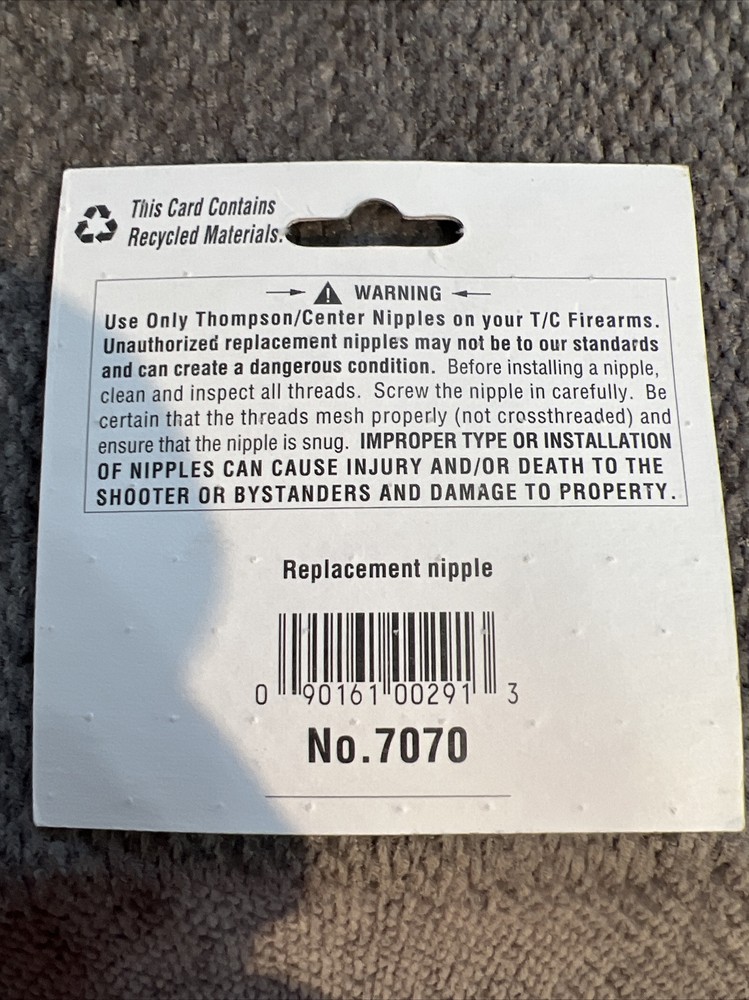 This Card Contains
Recycled Materials.
WARNING
Use Only Thompson/Center Nipples on your T/C Firearms.
Unauthorized replacement nipples may not be to our standards
and can create a dangerous condition. Before installing a nipple,
clean and inspect all threads. Screw the nipple in carefully. Be
certain that the threads mesh properly (not crossthreaded) and
ensure that the nipple is snug. IMPROPER TYPE OR INSTALLATION
OF NIPPLES CAN CAUSE INJURY AND/OR DEATH TO THE
SHOOTER OR BYSTANDERS AND DAMAGE TO PROPERTY.
Replacement nipple
0 90161 00291 3
No.7070